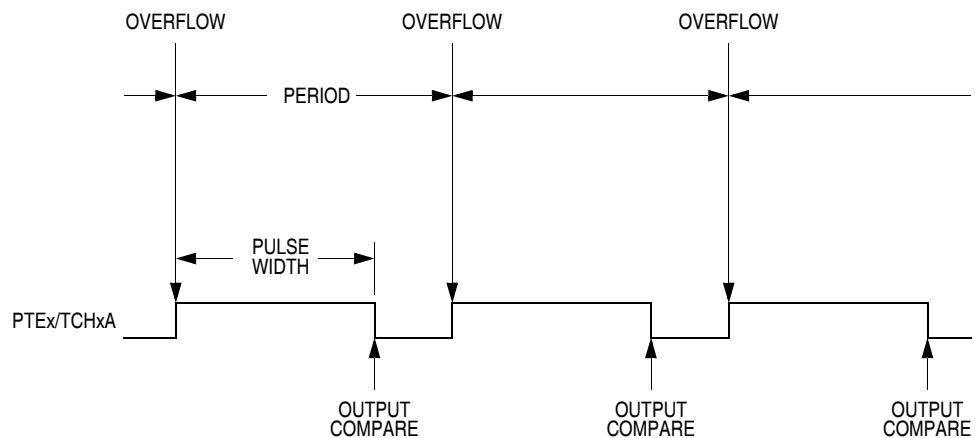 OVERFLOW
OVERFLOW
OVERFLOW
PERIOD
PULSE
WIDTH
PTEx/TCHxA
OUTPUT
COMPARE
OUTPUT
COMPARE
OUTPUT
COMPARE